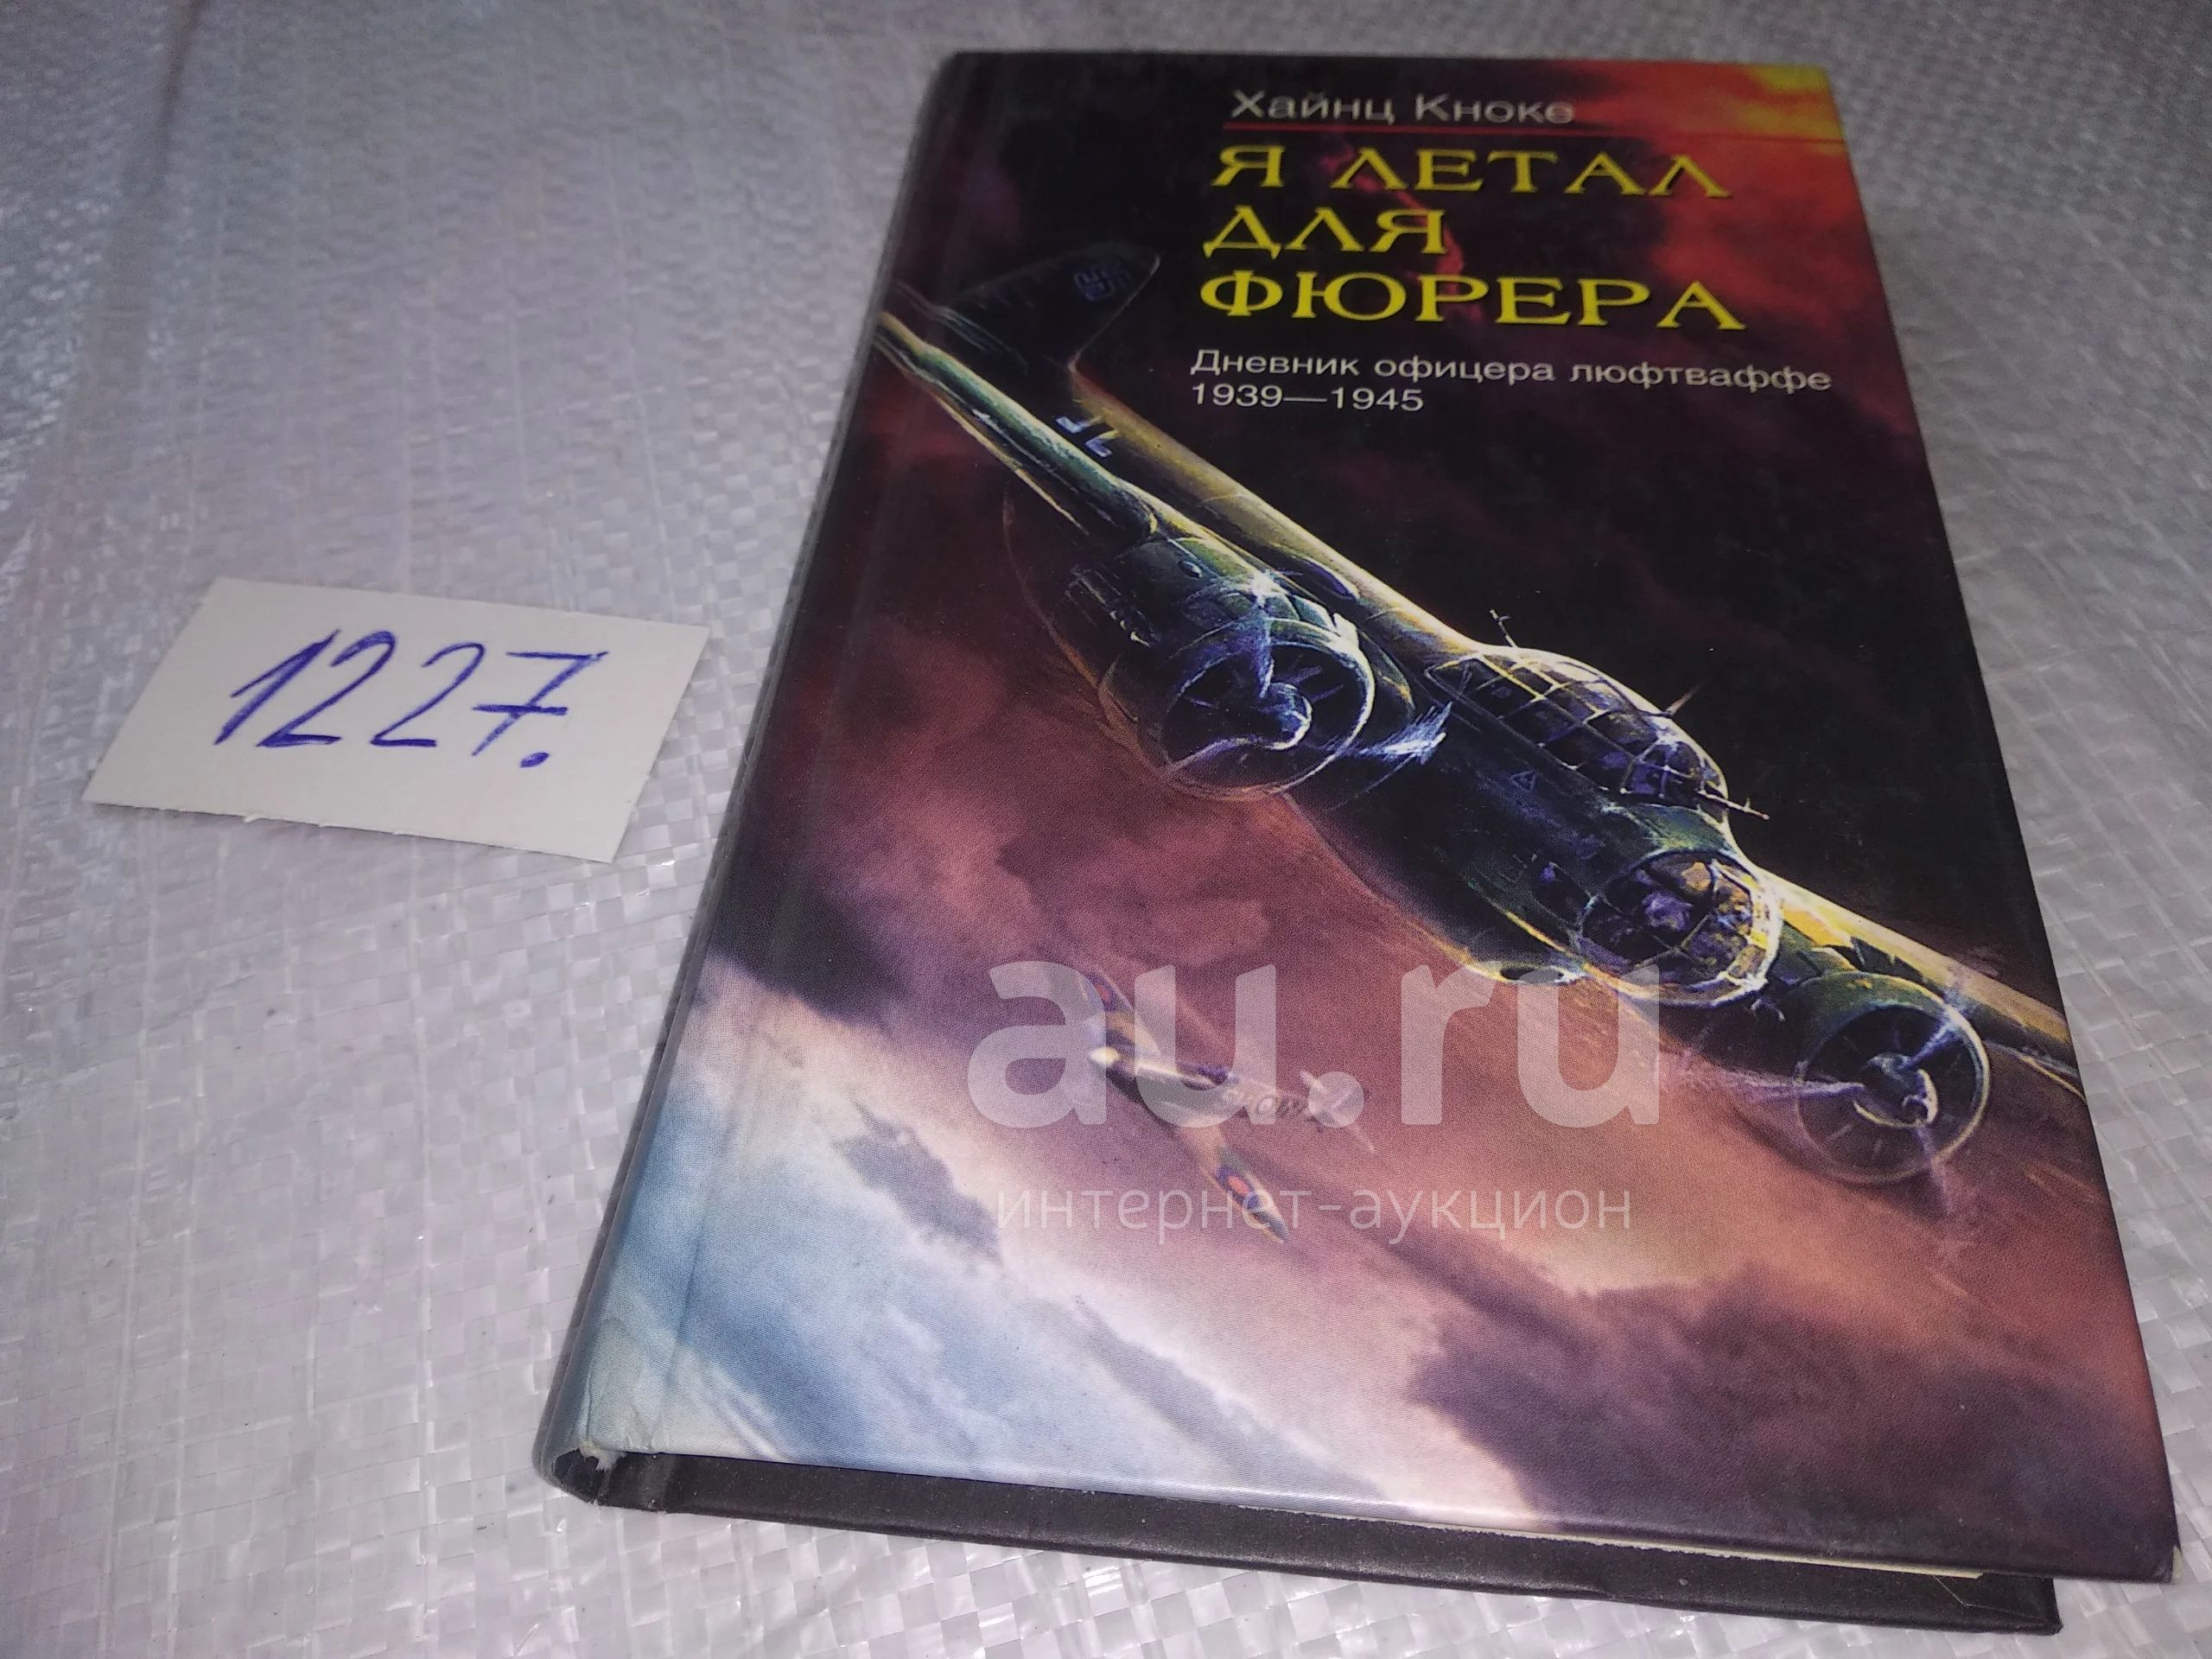 Хайнц Кноке
Я ЛЕТАЛ
ДЛЯ
ФЮРЕРА
Дневник офицера люфтваффе
1939—1945
1227.
au.ru
интернет-аукцион